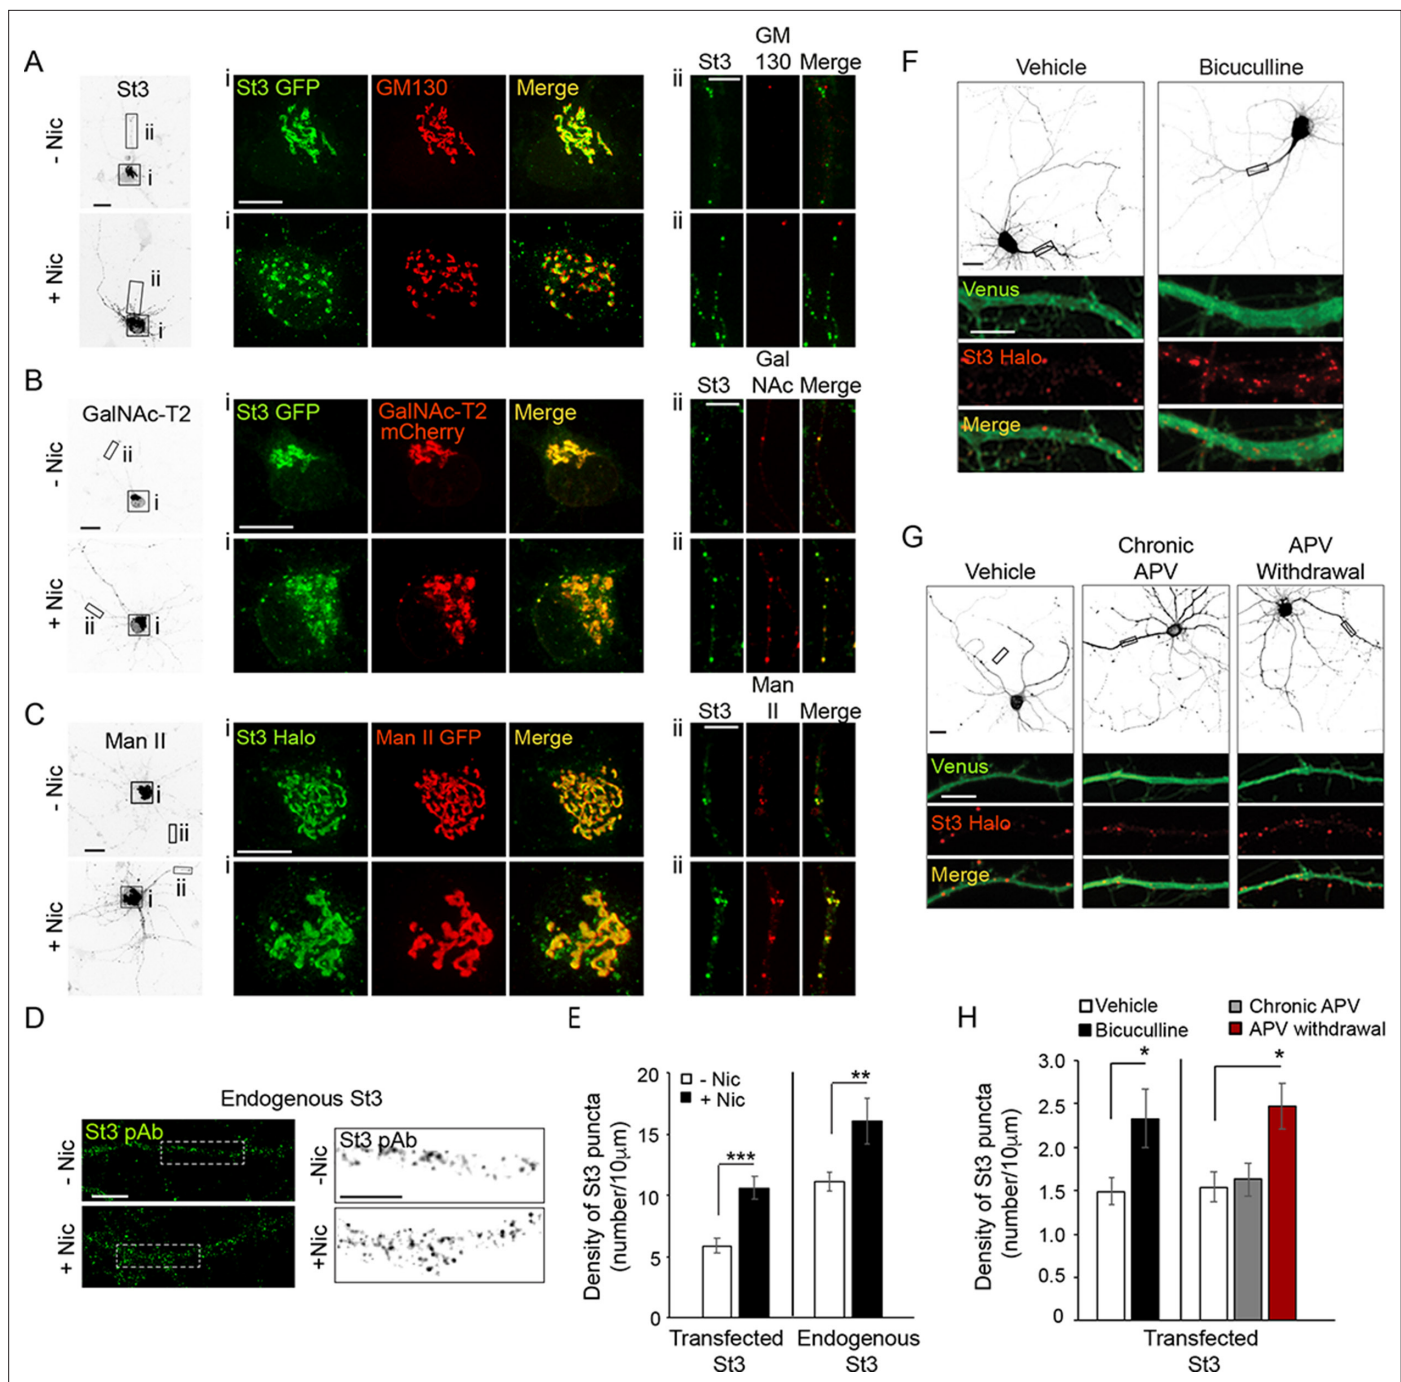 A
St3
- Nic
ii
i
+ Nic
ii
i
i
St3 GFP
GM130
Merge
i
GM
St3 130 Merge
ii
ii
B
GalNAc-T2
- Nic
ii
i
+ Nic
ii
i
i
St3 GFP
GalNAc-T2
mCherry
Merge
i
Gal
St3 NAc Merge
ii
ii
C
Man II
- Nic
i
ii
+ Nic
i
ii
i
St3 Halo
Man II GFP
Merge
i
Man
St3 II Merge
ii
ii
D
Endogenous St3
- Nic
St3 pAb
+ Nic
-Nic
St3 pAb
+Nic
E
Density of St3 puncta
(number/10µm)
20
15
10
5
0
- Nic
+ Nic
***
**
Transfected
St3
Endogenous
St3
F
Vehicle
Bicuculline
Venus
St3 Halo
Merge
G
Vehicle
Chronic
APV
APV
Withdrawal
Venus
St3 Halo
Merge
H
Vehicle
Bicuculline
Chronic APV
APV withdrawal
Density of St3 puncta
(number/10µm)
3.0
2.5
2.0
1.5
1.0
0.5
0
*
*
Transfected
St3